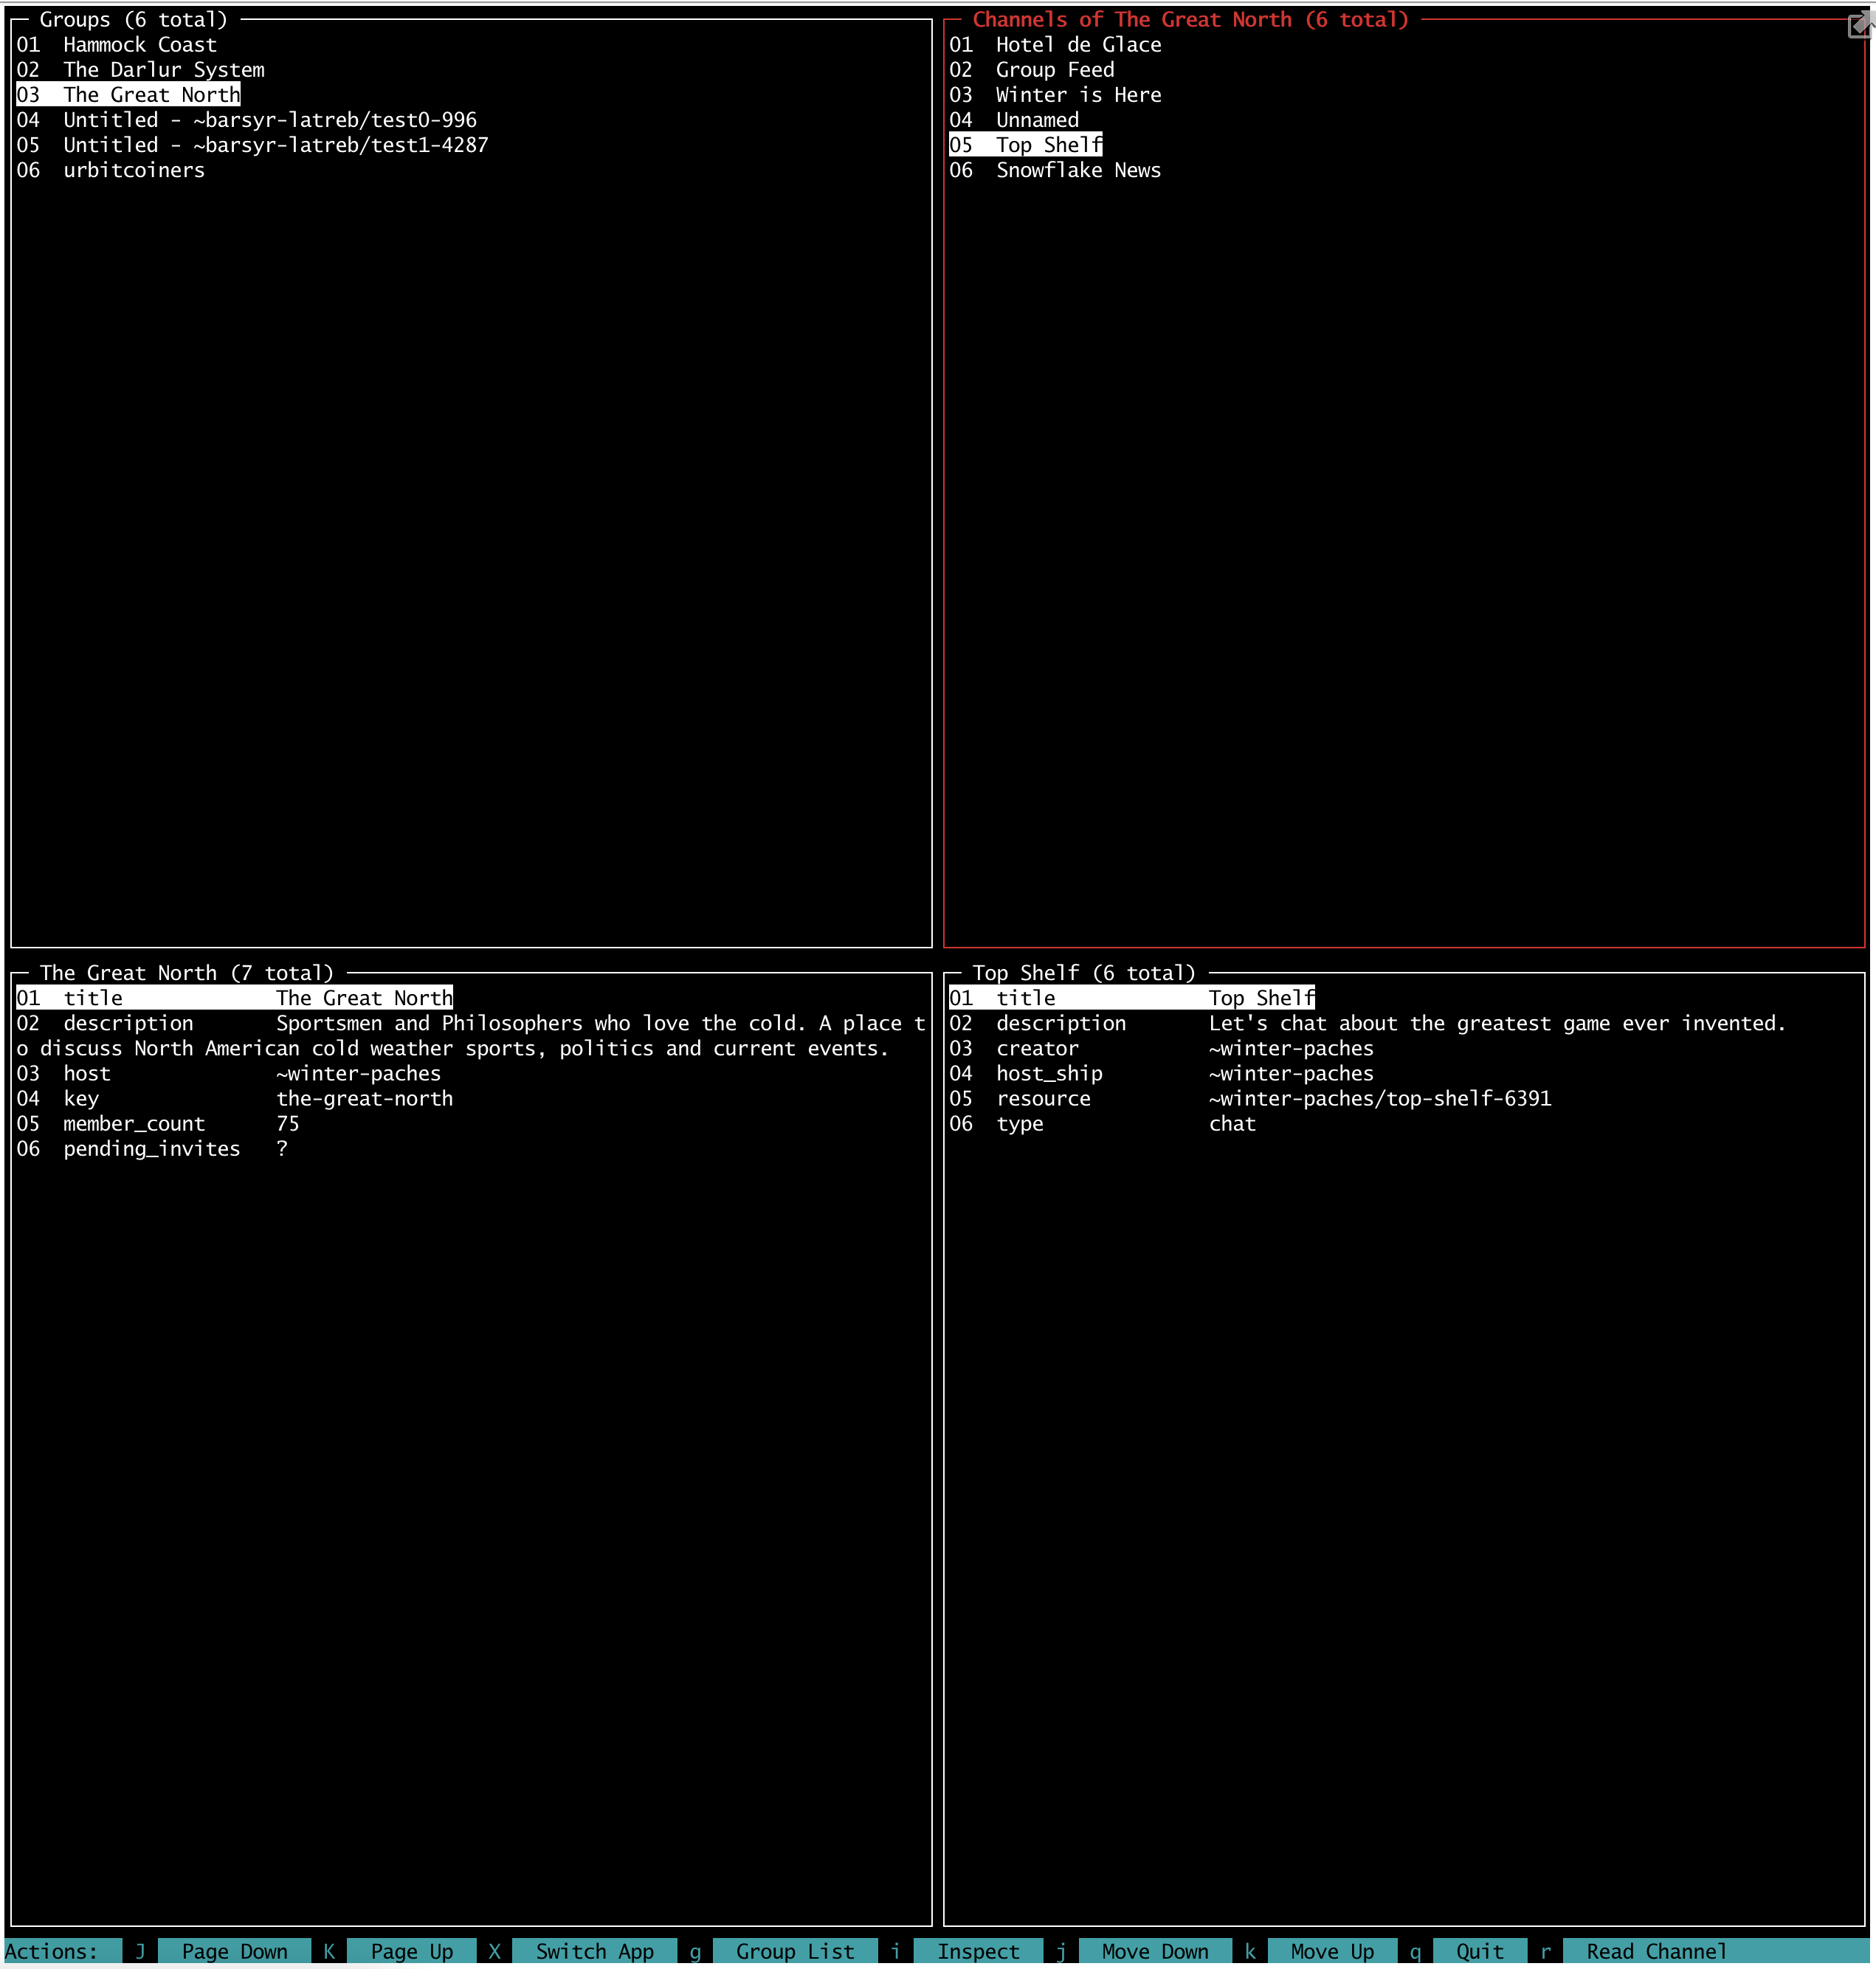 Groups (6 total)
01  Hammock Coast
02  The Darlur System
03  The Great North
04  Untitled - ~barsyr-latreb/test0-996
05  Untitled - ~barsyr-latreb/test1-4287
06  urbitcoiners
Channels of The Great North (6 total)
01  Hotel de Glace
02  Group Feed
03  Winter is Here
04  Unnamed
05  Top Shelf
06  Snowflake News
The Great North (7 total)
01  title             The Great North
02  description       Sportsmen and Philosophers who love the cold. A place t
o discuss North American cold weather sports, politics and current events.
03  host              ~winter-paches
04  key               the-great-north
05  member_count      75
06  pending_invites   ?
Top Shelf (6 total)
01  title             Top Shelf
02  description       Let's chat about the greatest game ever invented.
03  creator           ~winter-paches
04  host_ship         ~winter-paches
05  resource          ~winter-paches/top-shelf-6391
06  type              chat
Actions:   J   Page Down   K   Page Up   X   Switch App   g   Group List   i   Inspect   j   Move Down   k   Move Up   q   Quit   r   Read Channel